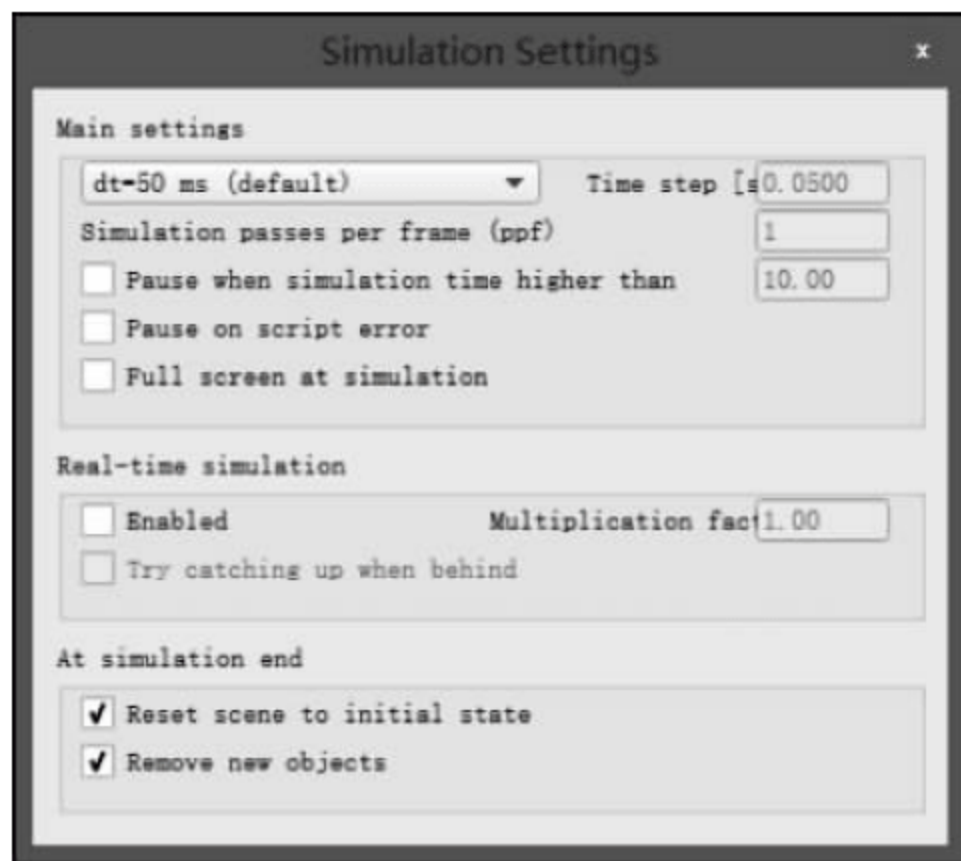 Simulation Settings x
Main settings
dt=50 ms (default) Time step [s 0.0500
Simulation passes per frame (ppf) 1
Pause when simulation time higher than 10.00
Pause on script error
Full screen at simulation
Real-time simulation
Enabled Multiplication fact 1.00
Try catching up when behind
At simulation end
Reset scene to initial state
Remove new objects